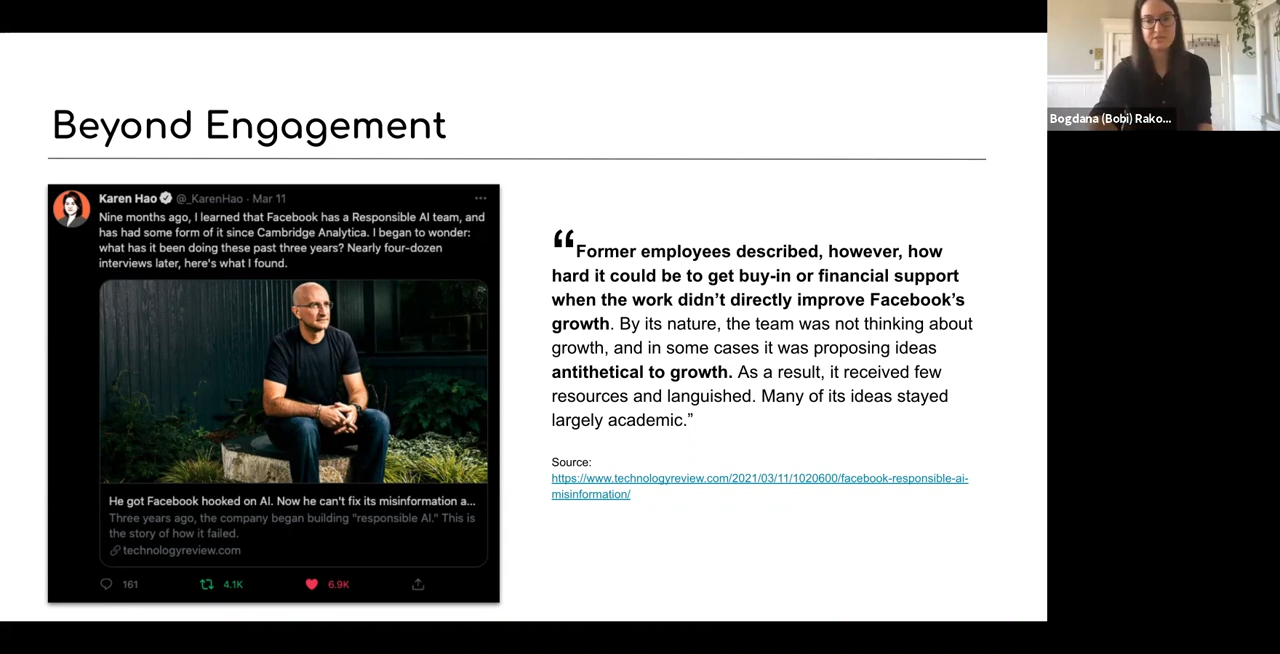 Beyond Engagement
Karen Hao @_KarenHao · Mar 11
Nine months ago, I learned that Facebook has a Responsible AI team, and
has had some form of it since Cambridge Analytica. I began to wonder:
what has it been doing these past three years? Nearly four-dozen
interviews later, here's what I found.
He got Facebook hooked on AI. Now he can't fix its misinformation a...
Three years ago, the company began building "responsible AI." This is
the story of how it failed.
technologyreview.com
161 4.1K 6.9K
“Former employees described, however, how
hard it could be to get buy-in or financial support
when the work didn’t directly improve Facebook’s
growth. By its nature, the team was not thinking about
growth, and in some cases it was proposing ideas
antithetical to growth. As a result, it received few
resources and languished. Many of its ideas stayed
largely academic.”
Source:
https://www.technologyreview.com/2021/03/11/1020600/facebook-responsible-ai-
misinformation/
Bogdana (Bobi) Rako...